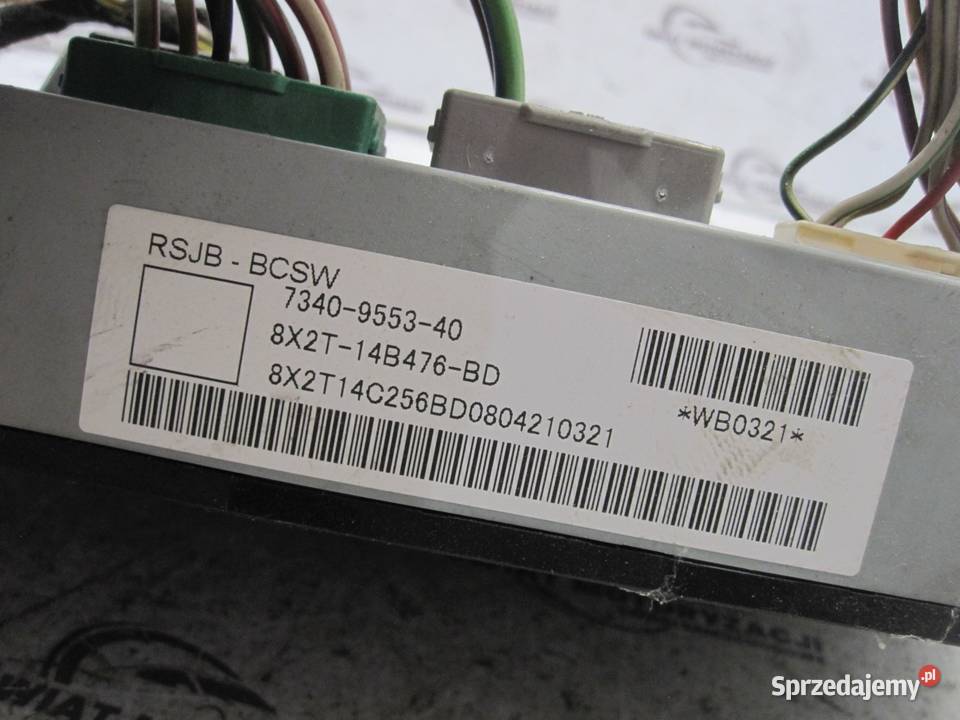 RSJB - BCSW
7340-9553-40
8X2T-14B476-BD
8X2T14C256BD0804210321
*WB0321*
Sprzedajemy.pl